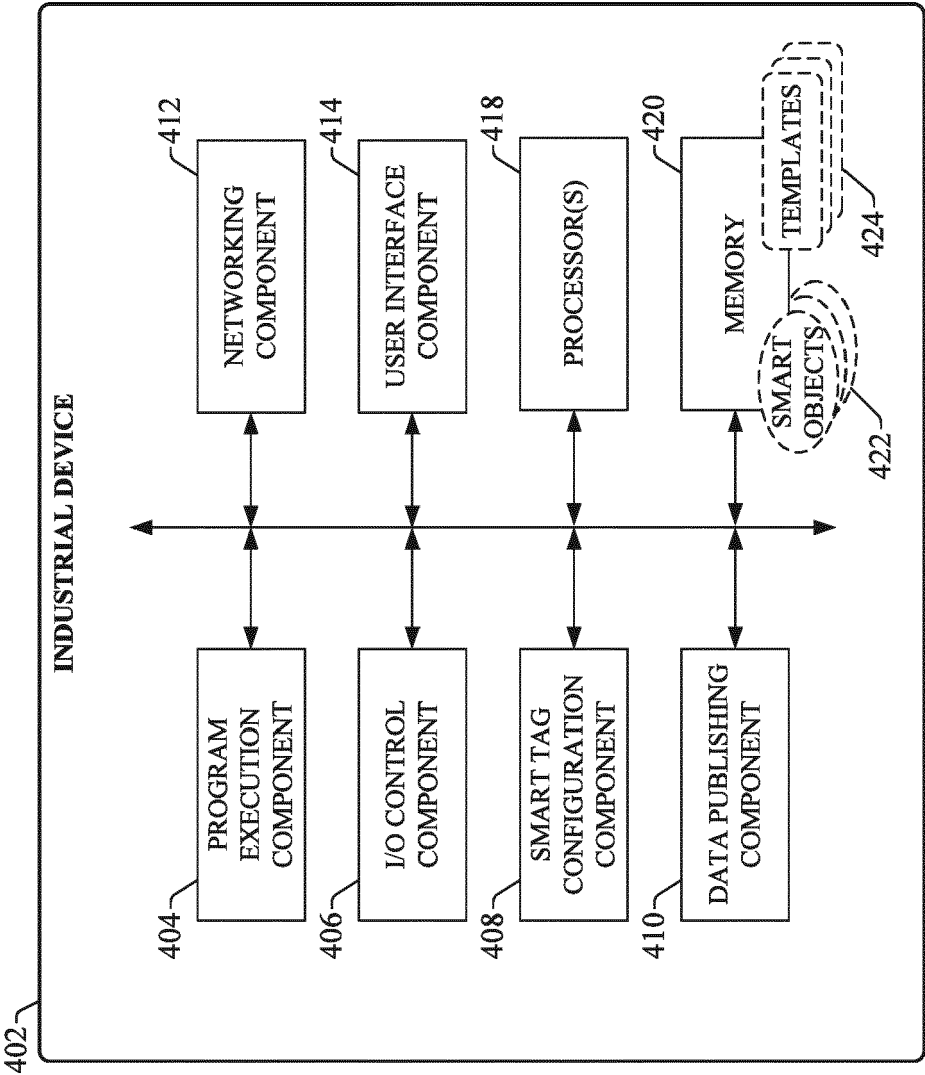 402
INDUSTRIAL DEVICE
404
PROGRAM
EXECUTION
COMPONENT
412
NETWORKING
COMPONENT
406
I/O CONTROL
COMPONENT
414
USER INTERFACE
COMPONENT
408
SMART TAG
CONFIGURATION
COMPONENT
418
PROCESSOR(S)
410
DATA PUBLISHING
COMPONENT
420
MEMORY
SMART
OBJECTS
422
TEMPLATES
424